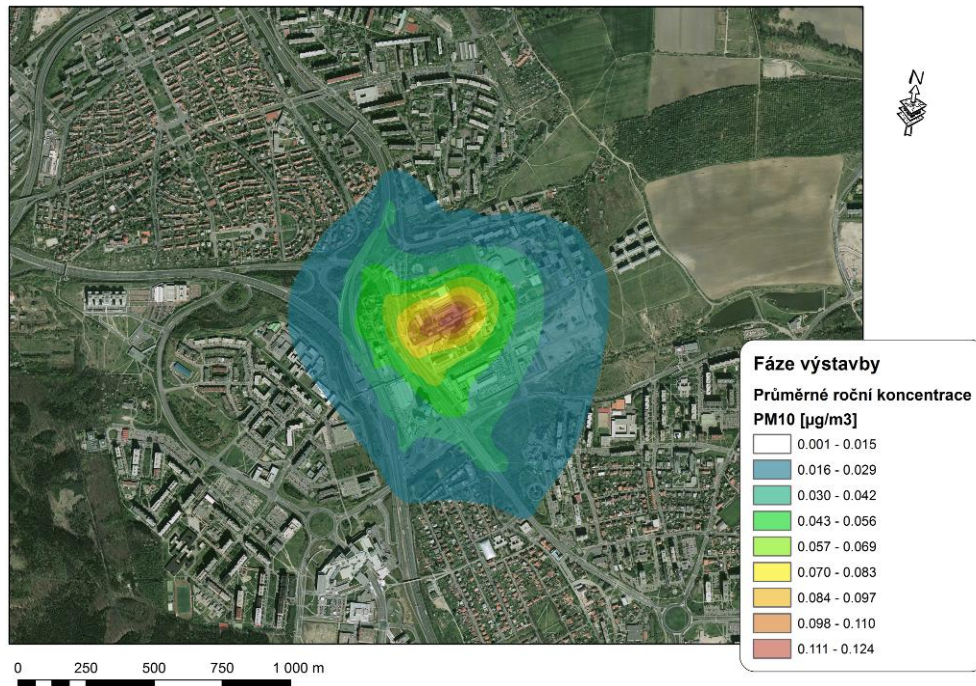 N
Fáze výstavby
Průměrné roční koncentrace
PM10 [µg/m3]
0.001 - 0.015
0.016 - 0.029
0.030 - 0.042
0.043 - 0.056
0.057 - 0.069
0.070 - 0.083
0.084 - 0.097
0.098 - 0.110
0.111 - 0.124
0 250 500 750 1 000 m